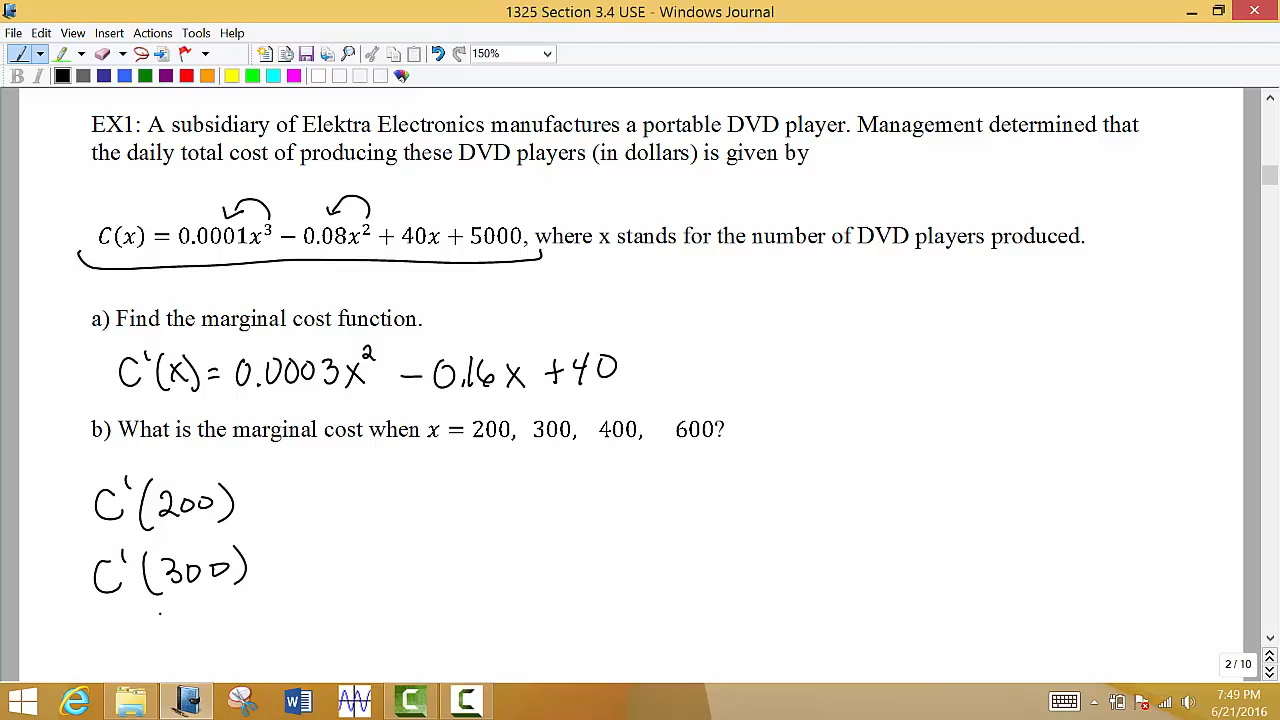 1325 Section 3.4 USE - Windows Journal
File Edit View Insert Actions Tools Help
150%
B I
EX1: A subsidiary of Elektra Electronics manufactures a portable DVD player. Management determined that
the daily total cost of producing these DVD players (in dollars) is given by
C(x) = 0.0001x³ − 0.08x² + 40x + 5000, where x stands for the number of DVD players produced.
a) Find the marginal cost function.
C'(x) = 0.0003x² − 0.16x + 40
b) What is the marginal cost when x = 200, 300, 400, 600?
C'(200)
C'(300)
2 / 10
7:49 PM
6/21/2016